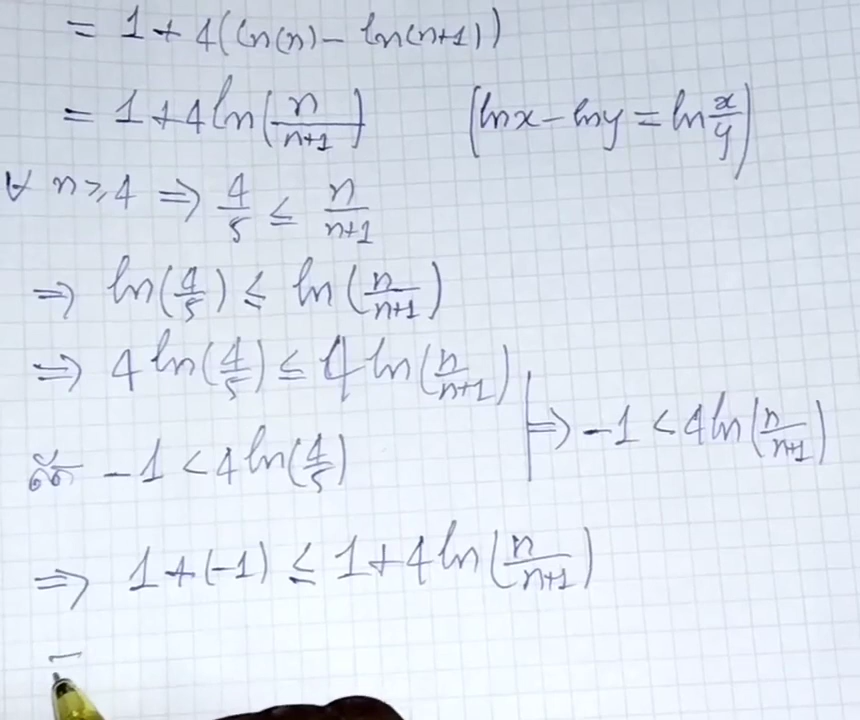 = 1 + 4(ln(n) - ln(n+1))
= 1 + 4 ln(n/(n+1)) (ln x - ln y = ln x/y)
∀ n ≥ 4 ⇒ 4/5 ≤ n/(n+1)
⇒ ln(4/5) ≤ ln(n/(n+1))
⇒ 4 ln(4/5) ≤ 4 ln(n/(n+1))
-1 < 4 ln(4/5)
⇒ -1 < 4 ln(n/(n+1))
⇒ 1 + (-1) ≤ 1 + 4 ln(n/(n+1))